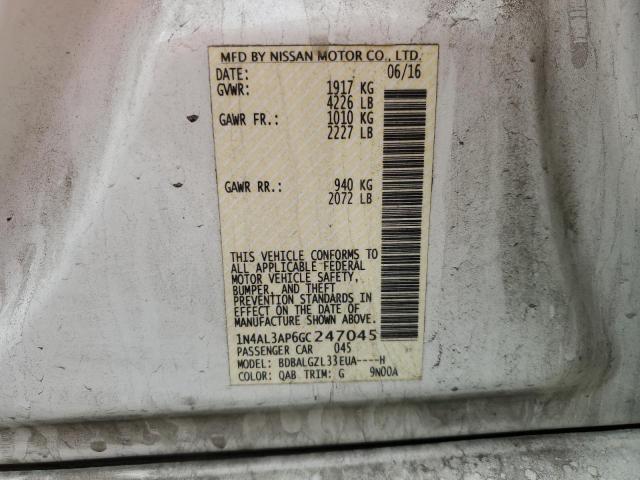 MFD BY NISSAN MOTOR CO., LTD.
DATE: 06/16
GVWR: 1917 KG
4226 LB
GAWR FR.: 1010 KG
2227 LB
GAWR RR.: 940 KG
2072 LB
THIS VEHICLE CONFORMS TO
ALL APPLICABLE FEDERAL
MOTOR VEHICLE SAFETY,
BUMPER, AND THEFT
PREVENTION STANDARDS IN
EFFECT ON THE DATE OF
MANUFACTURE SHOWN ABOVE.
1N4AL3AP6GC247045
PASSENGER CAR 045
MODEL: BDBALGZL33EUA----H
COLOR: QAB TRIM: G 9N00A